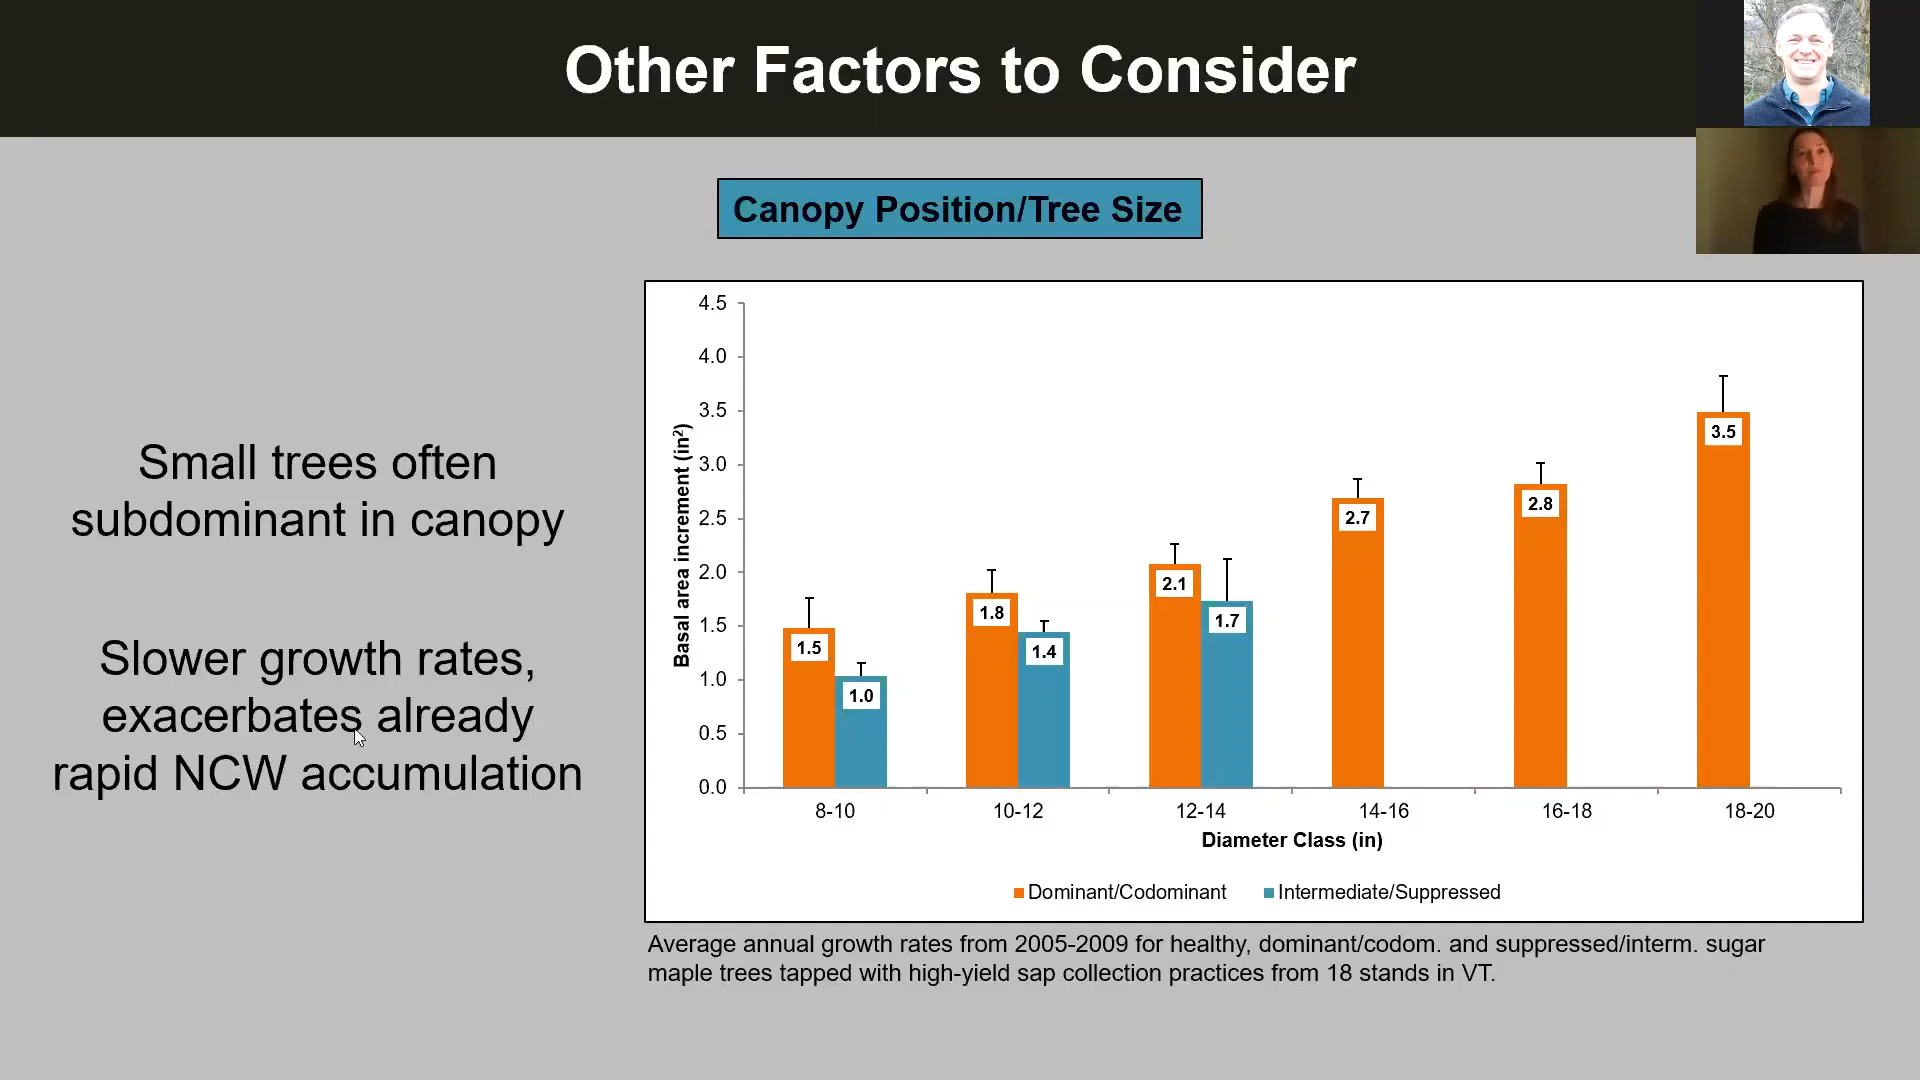 Other Factors to Consider
Canopy Position/Tree Size
Small trees often
subdominant in canopy
Slower growth rates,
exacerbates already
rapid NCW accumulation
Basal area increment (in²)
4.5
4.0
3.5
3.0
2.5
2.0
1.5
1.0
0.5
0.0
1.5
1.0
1.8
1.4
2.1
1.7
2.7
2.8
3.5
8-10
10-12
12-14
14-16
16-18
18-20
Diameter Class (in)
Dominant/Codominant
Intermediate/Suppressed
Average annual growth rates from 2005-2009 for healthy, dominant/codom. and suppressed/interm. sugar
maple trees tapped with high-yield sap collection practices from 18 stands in VT.